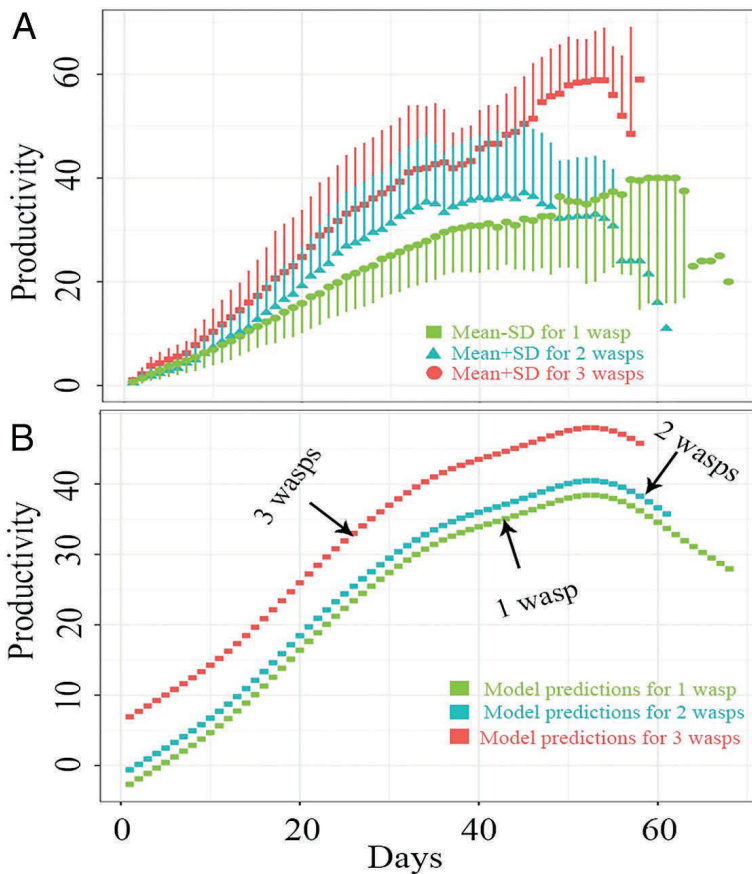 A
60
40
20
0
Productivity
Mean-SD for 1 wasp
Mean+SD for 2 wasps
Mean+SD for 3 wasps
B
40
30
20
10
0
Productivity
3 wasps
2 wasps
1 wasp
Model predictions for 1 wasp
Model predictions for 2 wasps
Model predictions for 3 wasps
0 20 40 60
Days